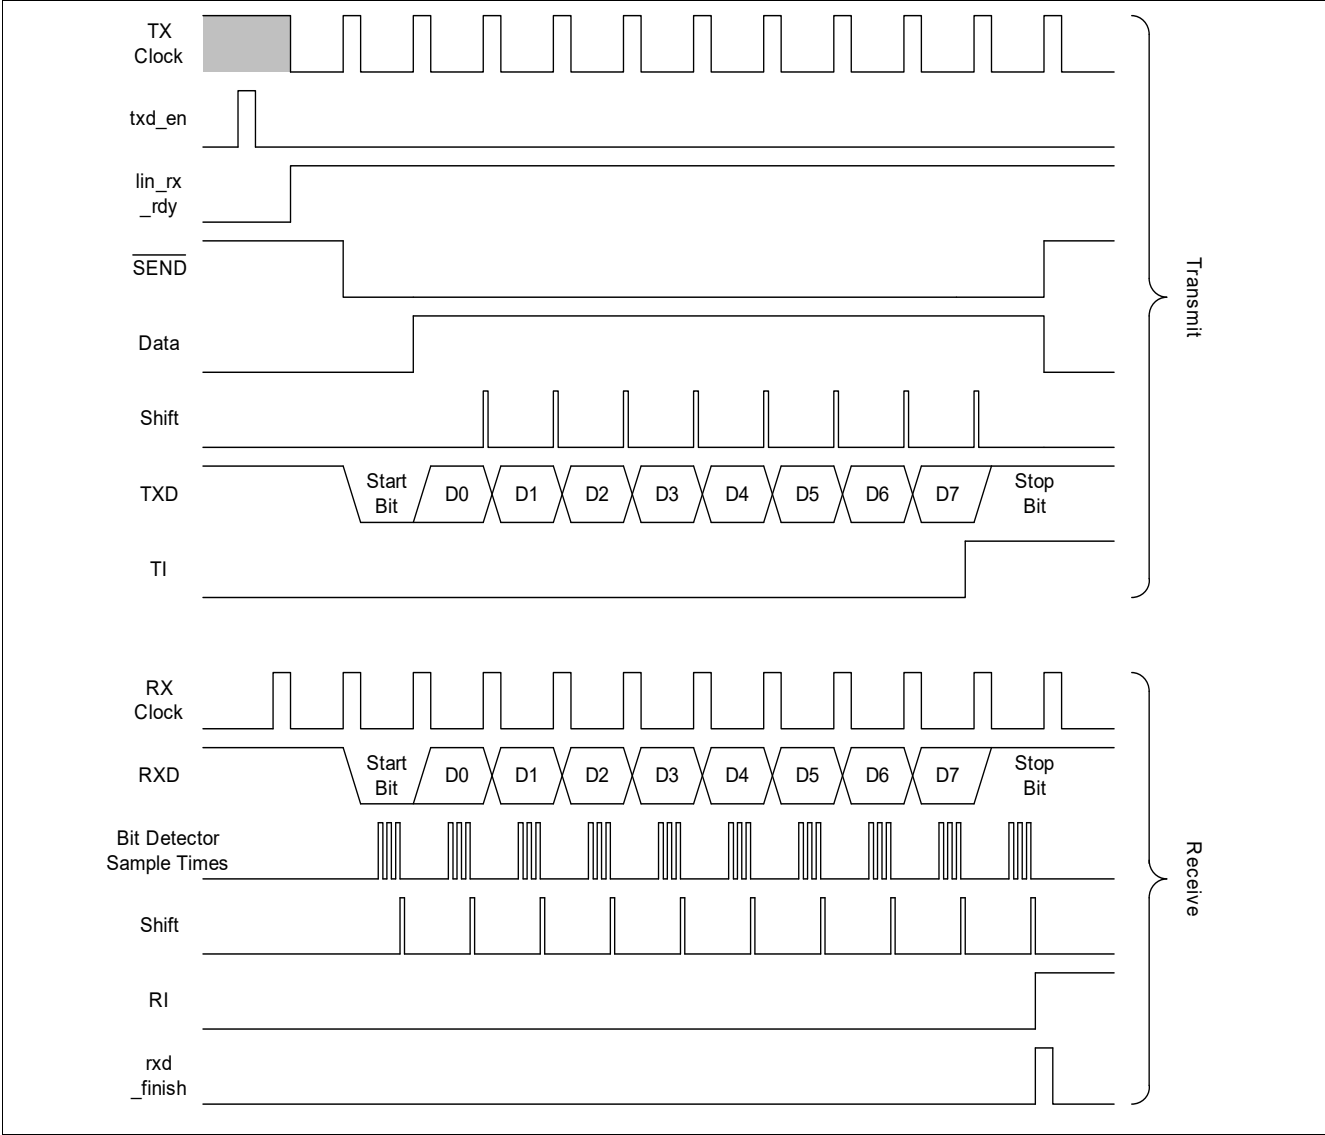 TX
Clock
txd_en
lin_rx
_rdy
SEND
Data
Shift
TXD
Start
Bit
D0
D1
D2
D3
D4
D5
D6
D7
Stop
Bit
TI
Transmit
RX
Clock
RXD
Start
Bit
D0
D1
D2
D3
D4
D5
D6
D7
Stop
Bit
Bit Detector
Sample Times
Shift
RI
rxd
_finish
Receive